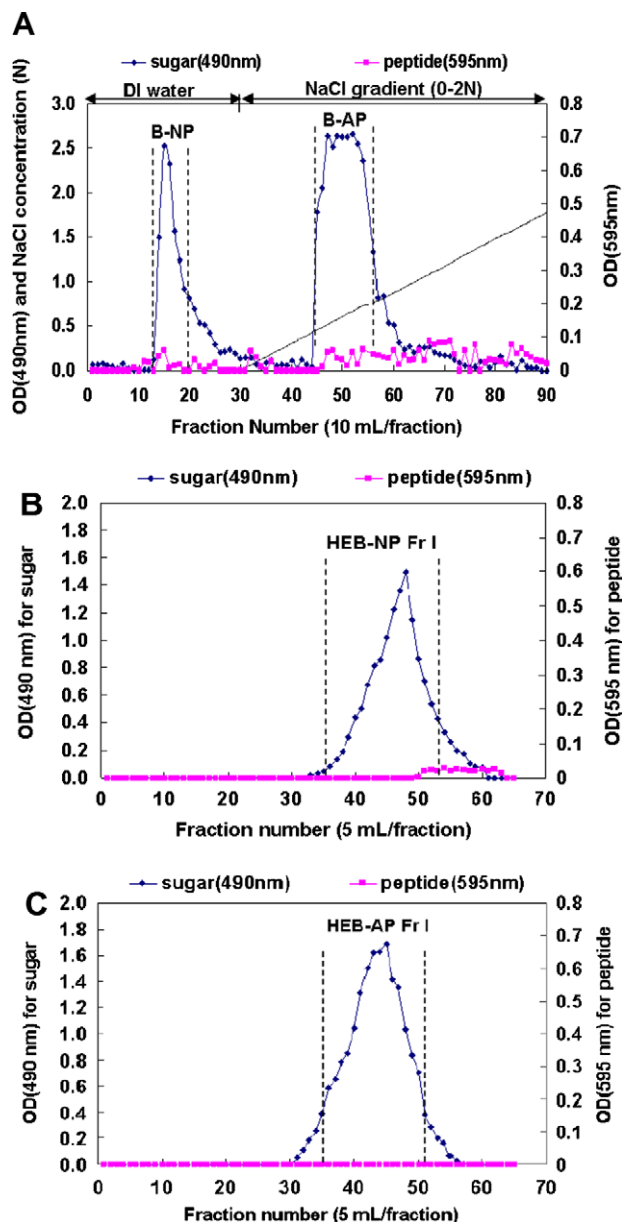 A
sugar(490nm) peptide(595nm)
DI water NaCl gradient (0-2N)
B-NP B-AP
OD(490nm) and NaCl concentration (N)
3.0
2.5
2.0
1.5
1.0
0.5
0.0
0.8
0.7
0.6
0.5
0.4
0.3
0.2
0.1
0
OD(595nm)
0 10 20 30 40 50 60 70 80 90
Fraction Number (10 mL/fraction)
B
sugar(490nm) peptide(595nm)
HEB-NP Fr I
OD(490 nm) for sugar
2.0
1.8
1.6
1.4
1.2
1.0
0.8
0.6
0.4
0.2
0.0
0.8
0.7
0.6
0.5
0.4
0.3
0.2
0.1
0
OD(595 nm) for peptide
0 10 20 30 40 50 60 70
Fraction number (5 mL/fraction)
C
sugar(490nm) peptide(595nm)
HEB-AP Fr I
OD(490 nm) for sugar
2.0
1.8
1.6
1.4
1.2
1.0
0.8
0.6
0.4
0.2
0.0
0.8
0.7
0.6
0.5
0.4
0.3
0.2
0.1
0
OD(595 nm) for peptide
0 10 20 30 40 50 60 70
Fraction number (5 mL/fraction)